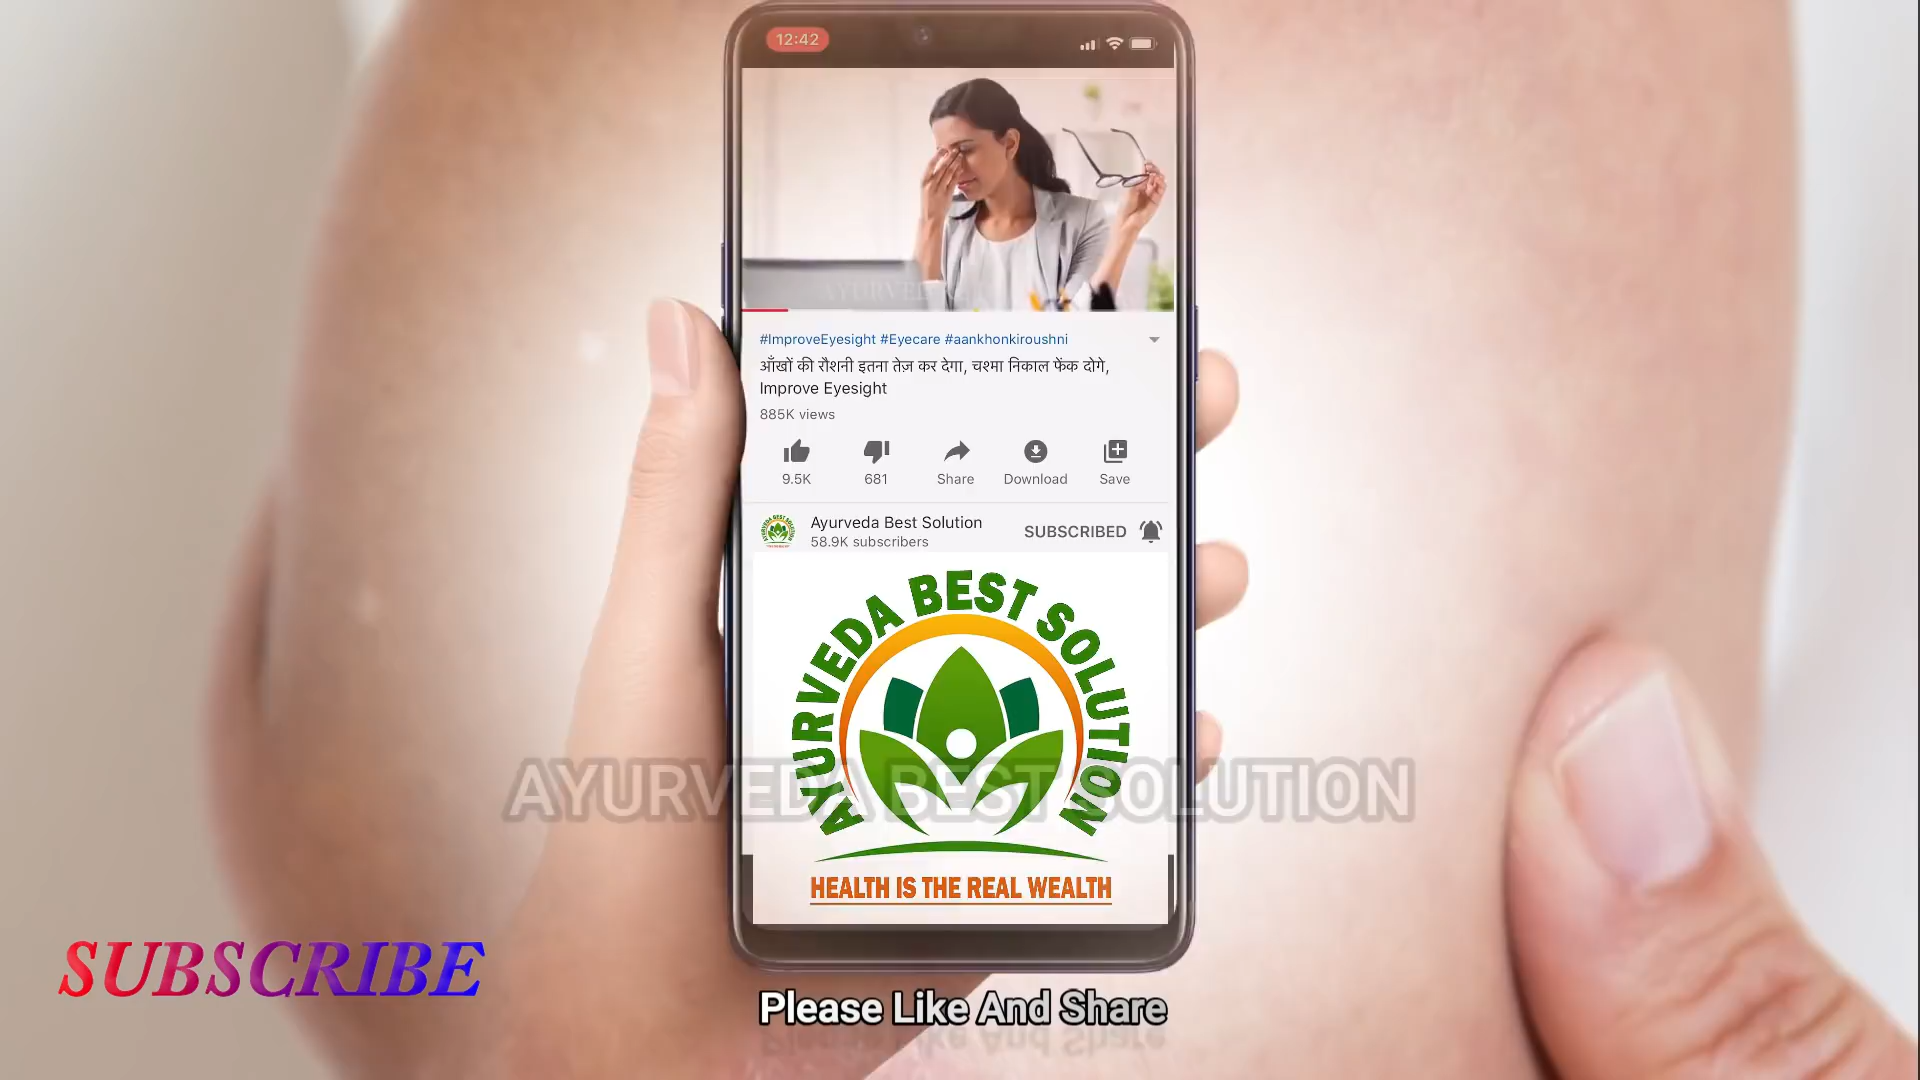 12:42
AYURVEDA
#ImproveEyesight #Eyecare #aankhonkiroushni
आँखों की रौशनी इतना तेज़ कर देगा, चश्मा निकाल फेंक दोगे,
Improve Eyesight
885K views
9.5K
681
Share
Download
Save
Ayurveda Best Solution
58.9K subscribers
SUBSCRIBED
AYURVEDA BEST SOLUTION
AYURVEDA BEST SOLUTION
HEALTH IS THE REAL WEALTH
SUBSCRIBE
Please Like And Share